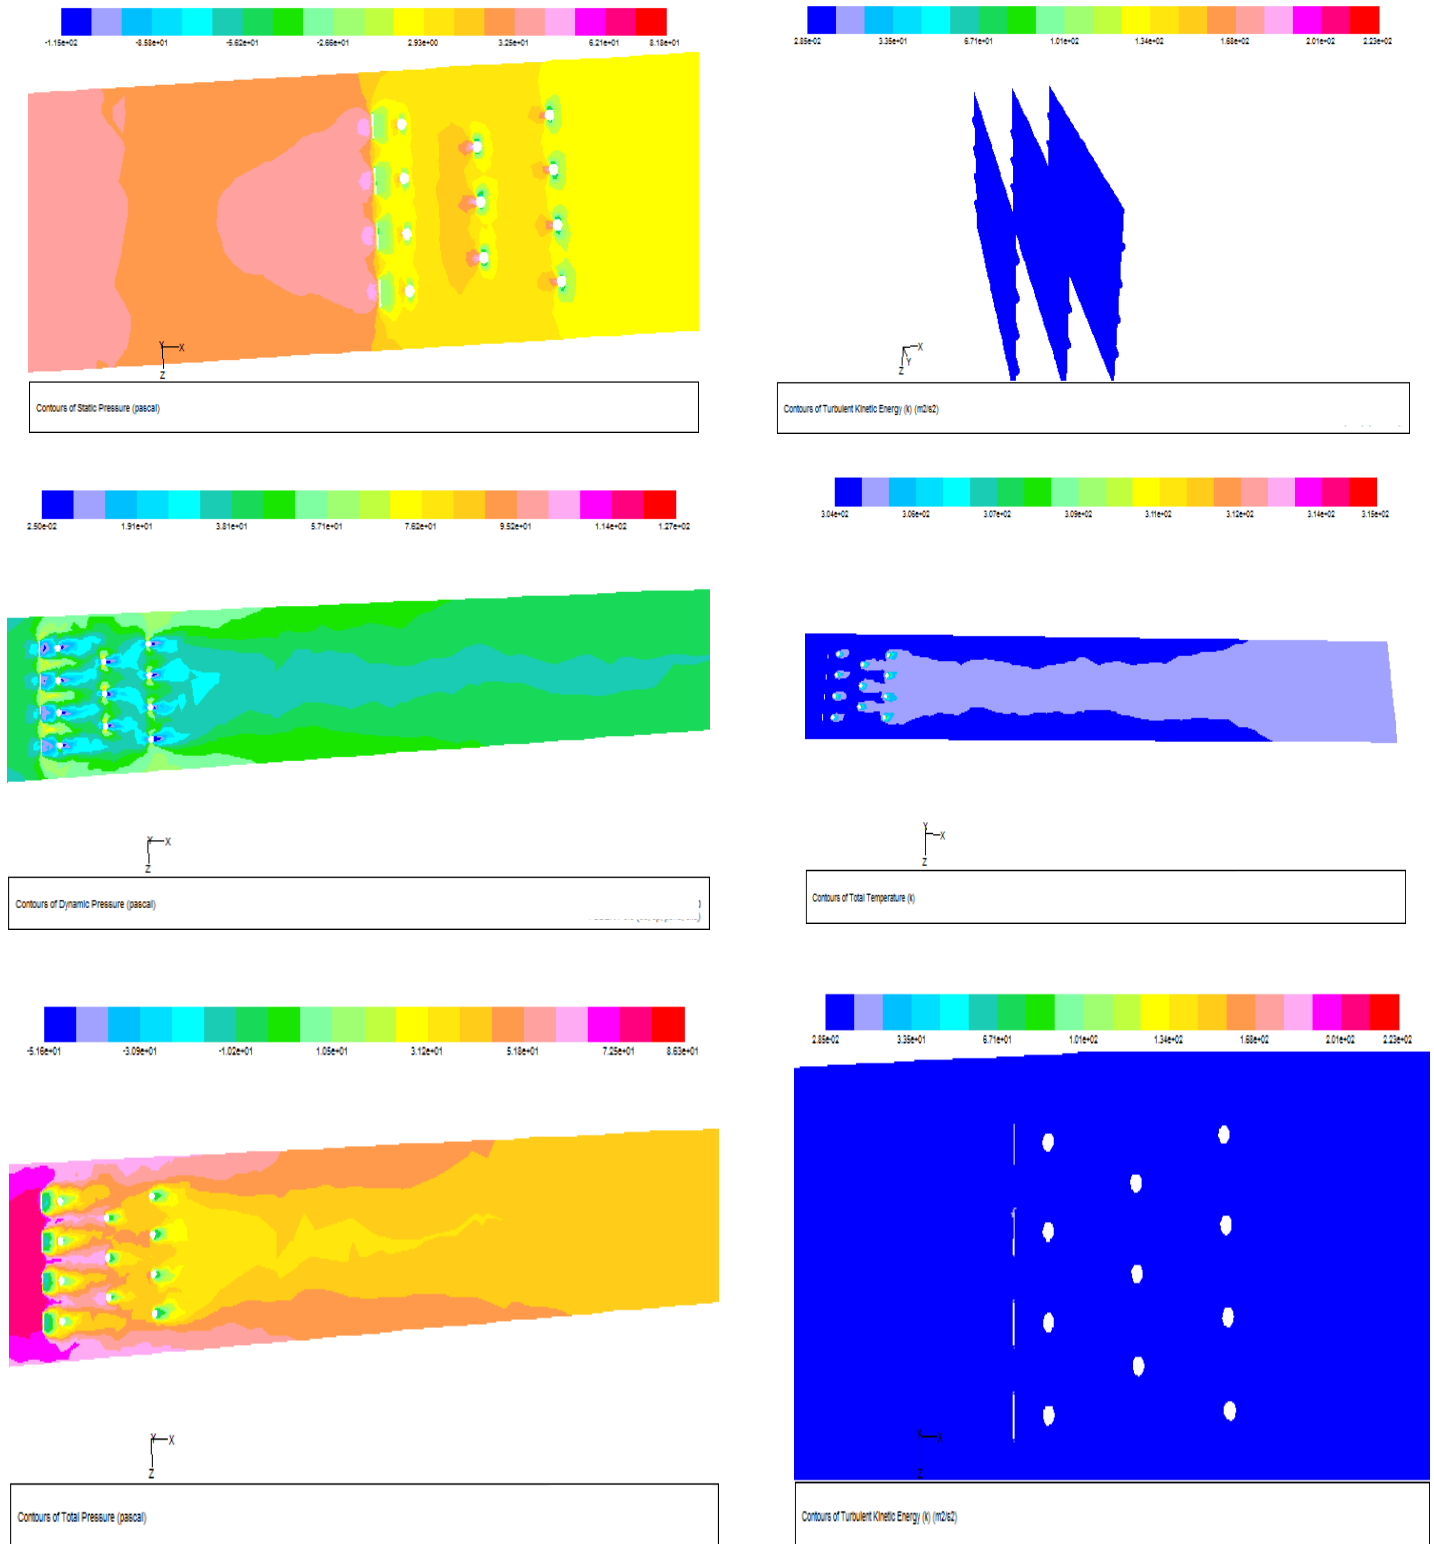 -1.15e+02 -8.58e+01 -5.62e+01 -2.66e+01 2.93e+00 3.25e+01 6.21e+01 8.18e+01
Y X
Z
Contours of Static Pressure (pascal)
2.85e-02 3.35e+01 6.71e+01 1.01e+02 1.34e+02 1.68e+02 2.01e+02 2.23e+02
X
Y
Z
Contours of Turbulent Kinetic Energy (k) (m2/s2)
2.50e-02 1.91e+01 3.81e+01 5.71e+01 7.62e+01 9.52e+01 1.14e+02 1.27e+02
Y X
Z
Contours of Dynamic Pressure (pascal)
3.04e+02 3.06e+02 3.07e+02 3.09e+02 3.11e+02 3.12e+02 3.14e+02 3.15e+02
Y
X
Z
Contours of Total Temperature (k)
-5.16e+01 -3.09e+01 -1.02e+01 1.05e+01 3.12e+01 5.18e+01 7.25e+01 8.63e+01
Y X
Z
Contours of Total Pressure (pascal)
2.85e-02 3.35e+01 6.71e+01 1.01e+02 1.34e+02 1.68e+02 2.01e+02 2.23e+02
X
Z
Contours of Turbulent Kinetic Energy (k) (m2/s2)